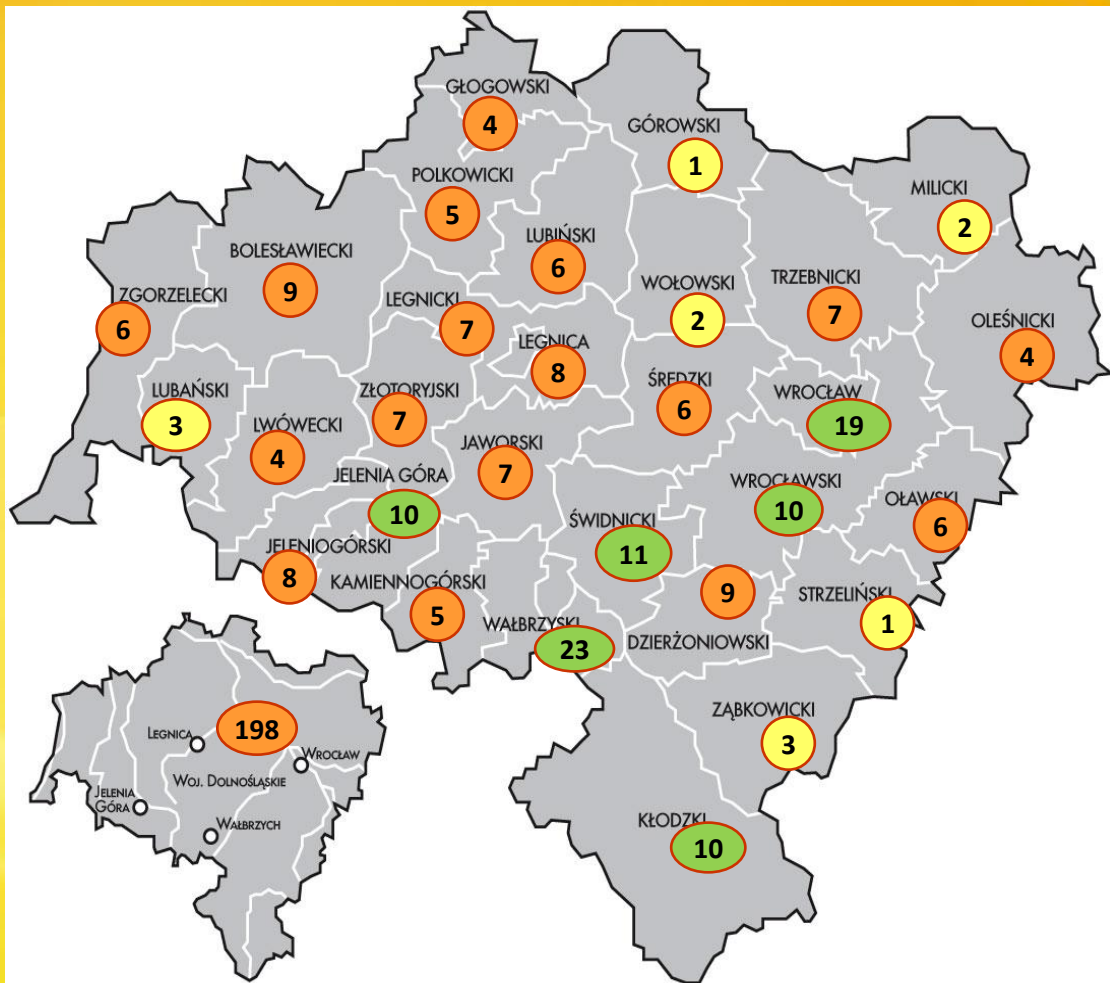 GŁOGOWSKI
4
GÓROWSKI
1
POLKOWICKI
5
MILICKI
2
LUBIŃSKI
6
BOLESŁAWIECKI
9
ZGORZELECKI
6
LEGNICKI
7
WOŁOWSKI
2
TRZEBNICKI
7
OLEŚNICKI
4
LEGNICA
8
LUBAŃSKI
3
ZŁOTORYJSKI
7
ŚREDZKI
6
WROCŁAW
19
LWÓWECKI
4
JAWORSKI
7
JELENIA GÓRA
10
WROCŁAWSKI
10
OŁAWSKI
6
ŚWIDNICKI
11
JELENIOGÓRSKI
8
KAMIENNOGÓRSKI
5
9
DZIERŻONIOWSKI
STRZELIŃSKI
1
WAŁBRZYSKI
23
ZĄBKOWICKI
3
KŁODZKI
10
198
LEGNICA
WROCŁAW
WOJ. DOLNOŚLĄSKIE
JELENIA
GÓRA
WAŁBRZYCH